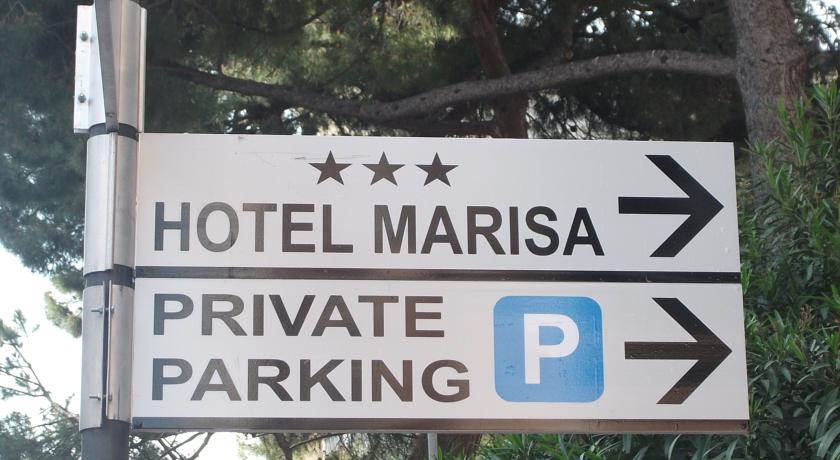 HOTEL MARISA
PRIVATE
PARKING
P